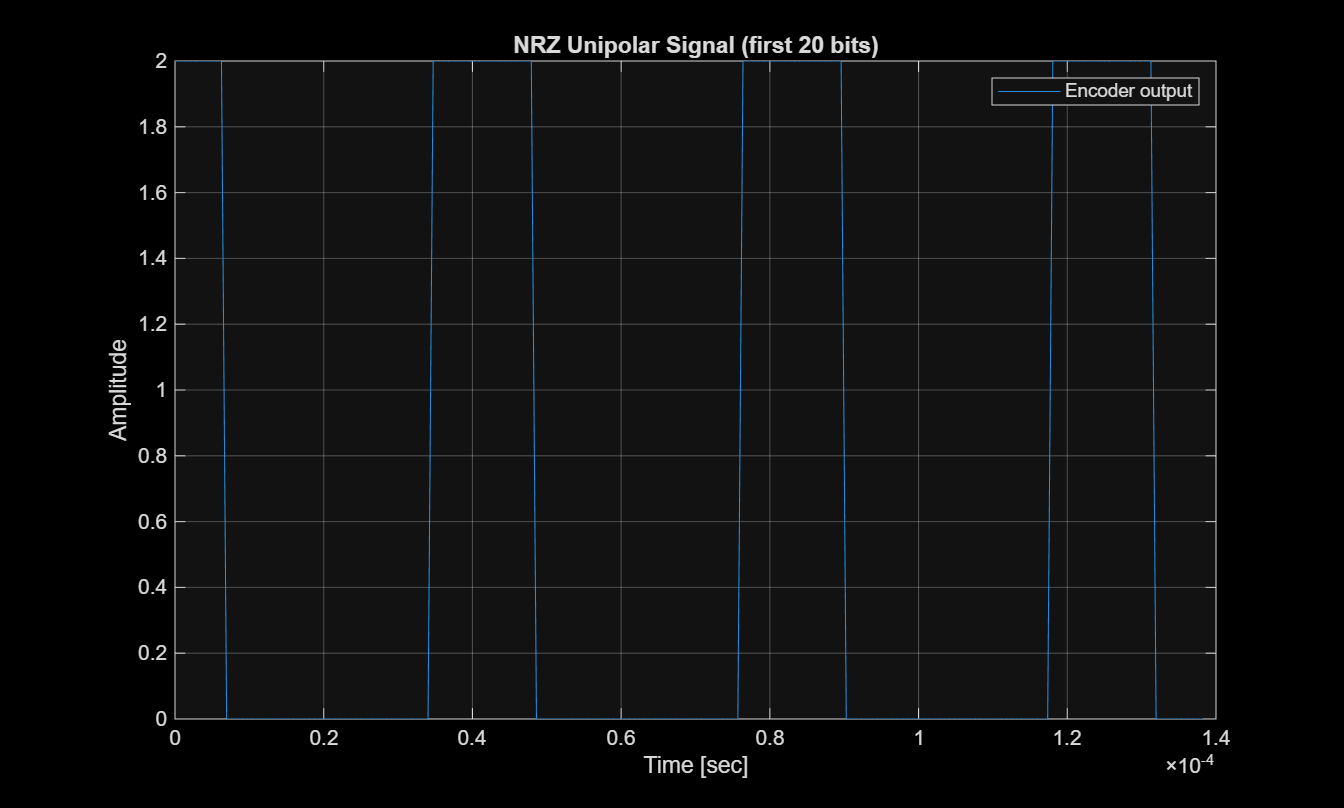 NRZ Unipolar Signal (first 20 bits)
Encoder output
2
1.8
1.6
1.4
1.2
1
0.8
0.6
0.4
0.2
0
Amplitude
0 0.2 0.4 0.6 0.8 1 1.2 1.4
Time [sec]
×10⁻⁴